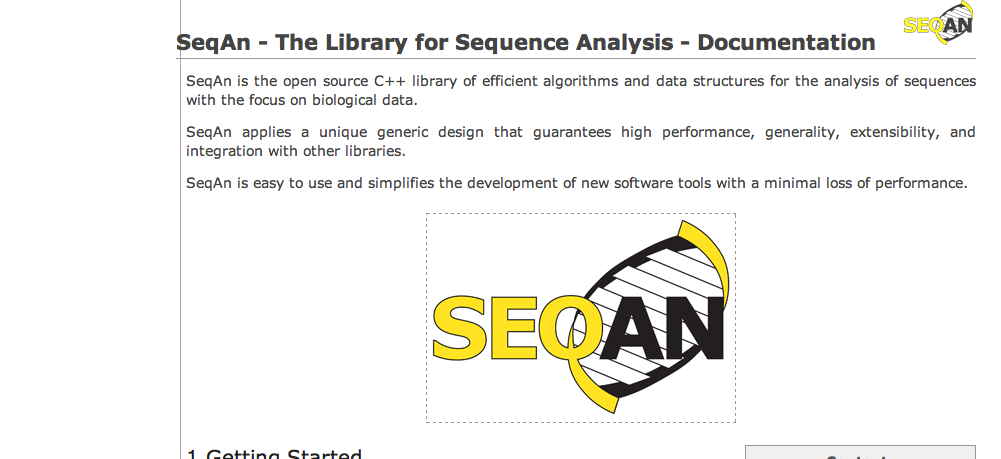 SEQAN
SeqAn - The Library for Sequence Analysis - Documentation
SeqAn is the open source C++ library of efficient algorithms and data structures for the analysis of sequences
with the focus on biological data.
SeqAn applies a unique generic design that guarantees high performance, generality, extensibility, and
integration with other libraries.
SeqAn is easy to use and simplifies the development of new software tools with a minimal loss of performance.
SEQAN
1 Getting Started